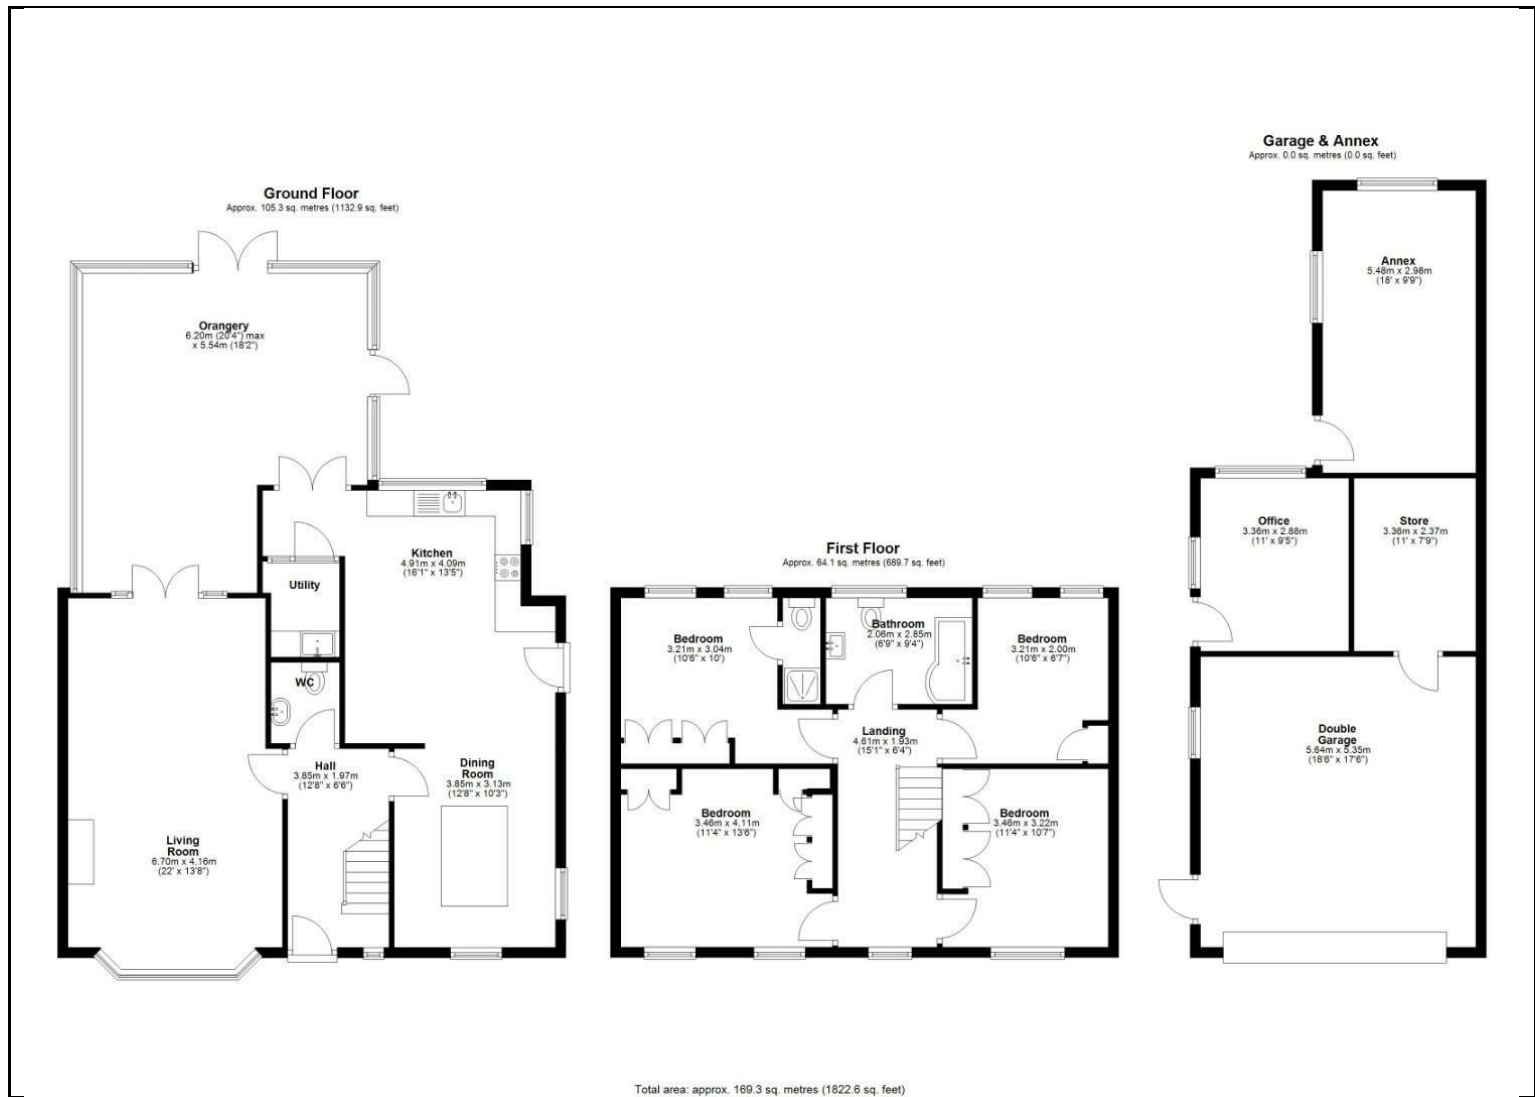 Garage & Annex
Approx. 0.0 sq. metres (0.0 sq. feet)
Ground Floor
Approx. 105.3 sq. metres (1132.9 sq. feet)
Annex
5.48m x 2.98m
(18' x 9'9")
Orangery
6.20m (20'4") max
x 5.54m (18'2")
Office
3.36m x 2.88m
(11' x 9'5")
Store
3.36m x 2.37m
(11' x 7'9")
Kitchen
4.91m x 4.09m
(16'1" x 13'5")
First Floor
Approx. 64.1 sq. metres (689.7 sq. feet)
Utility
Bedroom
3.21m x 3.04m
(10'6" x 10')
Bathroom
2.06m x 2.85m
(6'9" x 9'4")
Bedroom
3.21m x 2.00m
(10'6" x 6'7")
WC
Landing
4.61m x 1.93m
(15'1" x 6'4")
Double
Garage
5.64m x 5.35m
(18'6" x 17'6")
Hall
3.85m x 1.97m
(12'8" x 6'6")
Dining
Room
3.85m x 3.13m
(12'8" x 10'3")
Bedroom
3.46m x 4.11m
(11'4" x 13'6")
Bedroom
3.46m x 3.22m
(11'4" x 10'7")
Living
Room
6.70m x 4.16m
(22' x 13'8")
Total area: approx. 169.3 sq. metres (1822.6 sq. feet)